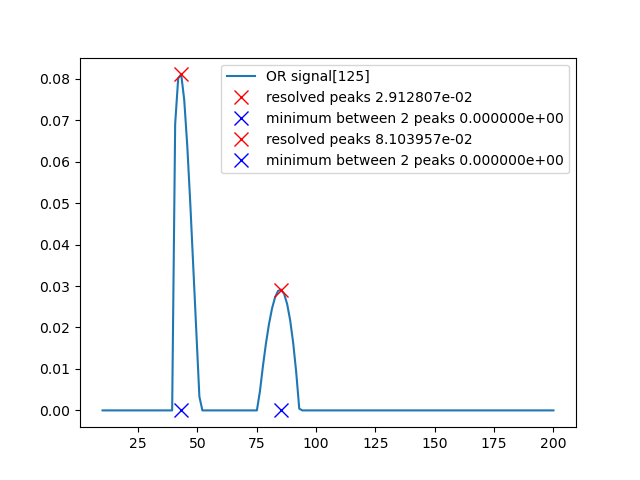 OR signal[125]
resolved peaks 2.912807e-02
minimum between 2 peaks 0.000000e+00
resolved peaks 8.103957e-02
minimum between 2 peaks 0.000000e+00
0.08
0.07
0.06
0.05
0.04
0.03
0.02
0.01
0.00
25 50 75 100 125 150 175 200